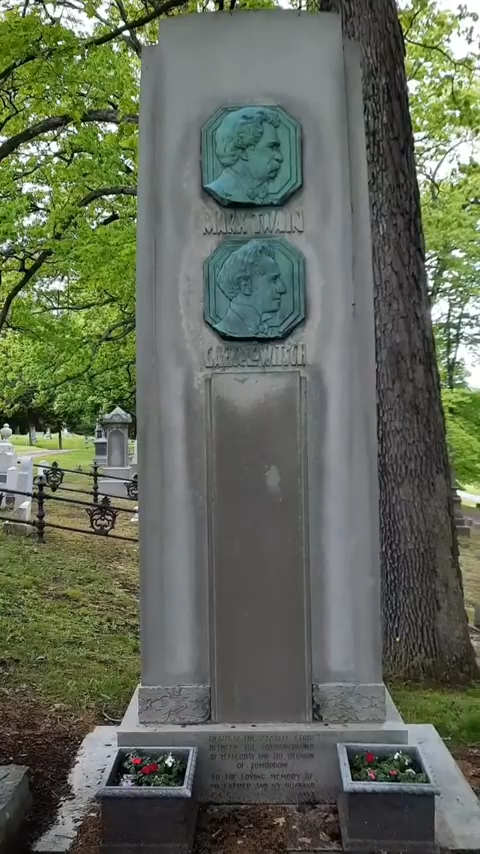 MARK TWAIN
GABRILOWITSCH
DEATH IS THE STARLIT
BETWEEN THE COMPANIONSHIP
OF YESTERDAY AND THE REUNION
OF TOMORROW
TO THE LOVING MEMORY OF
MY FATHER AND MY HUSBAND